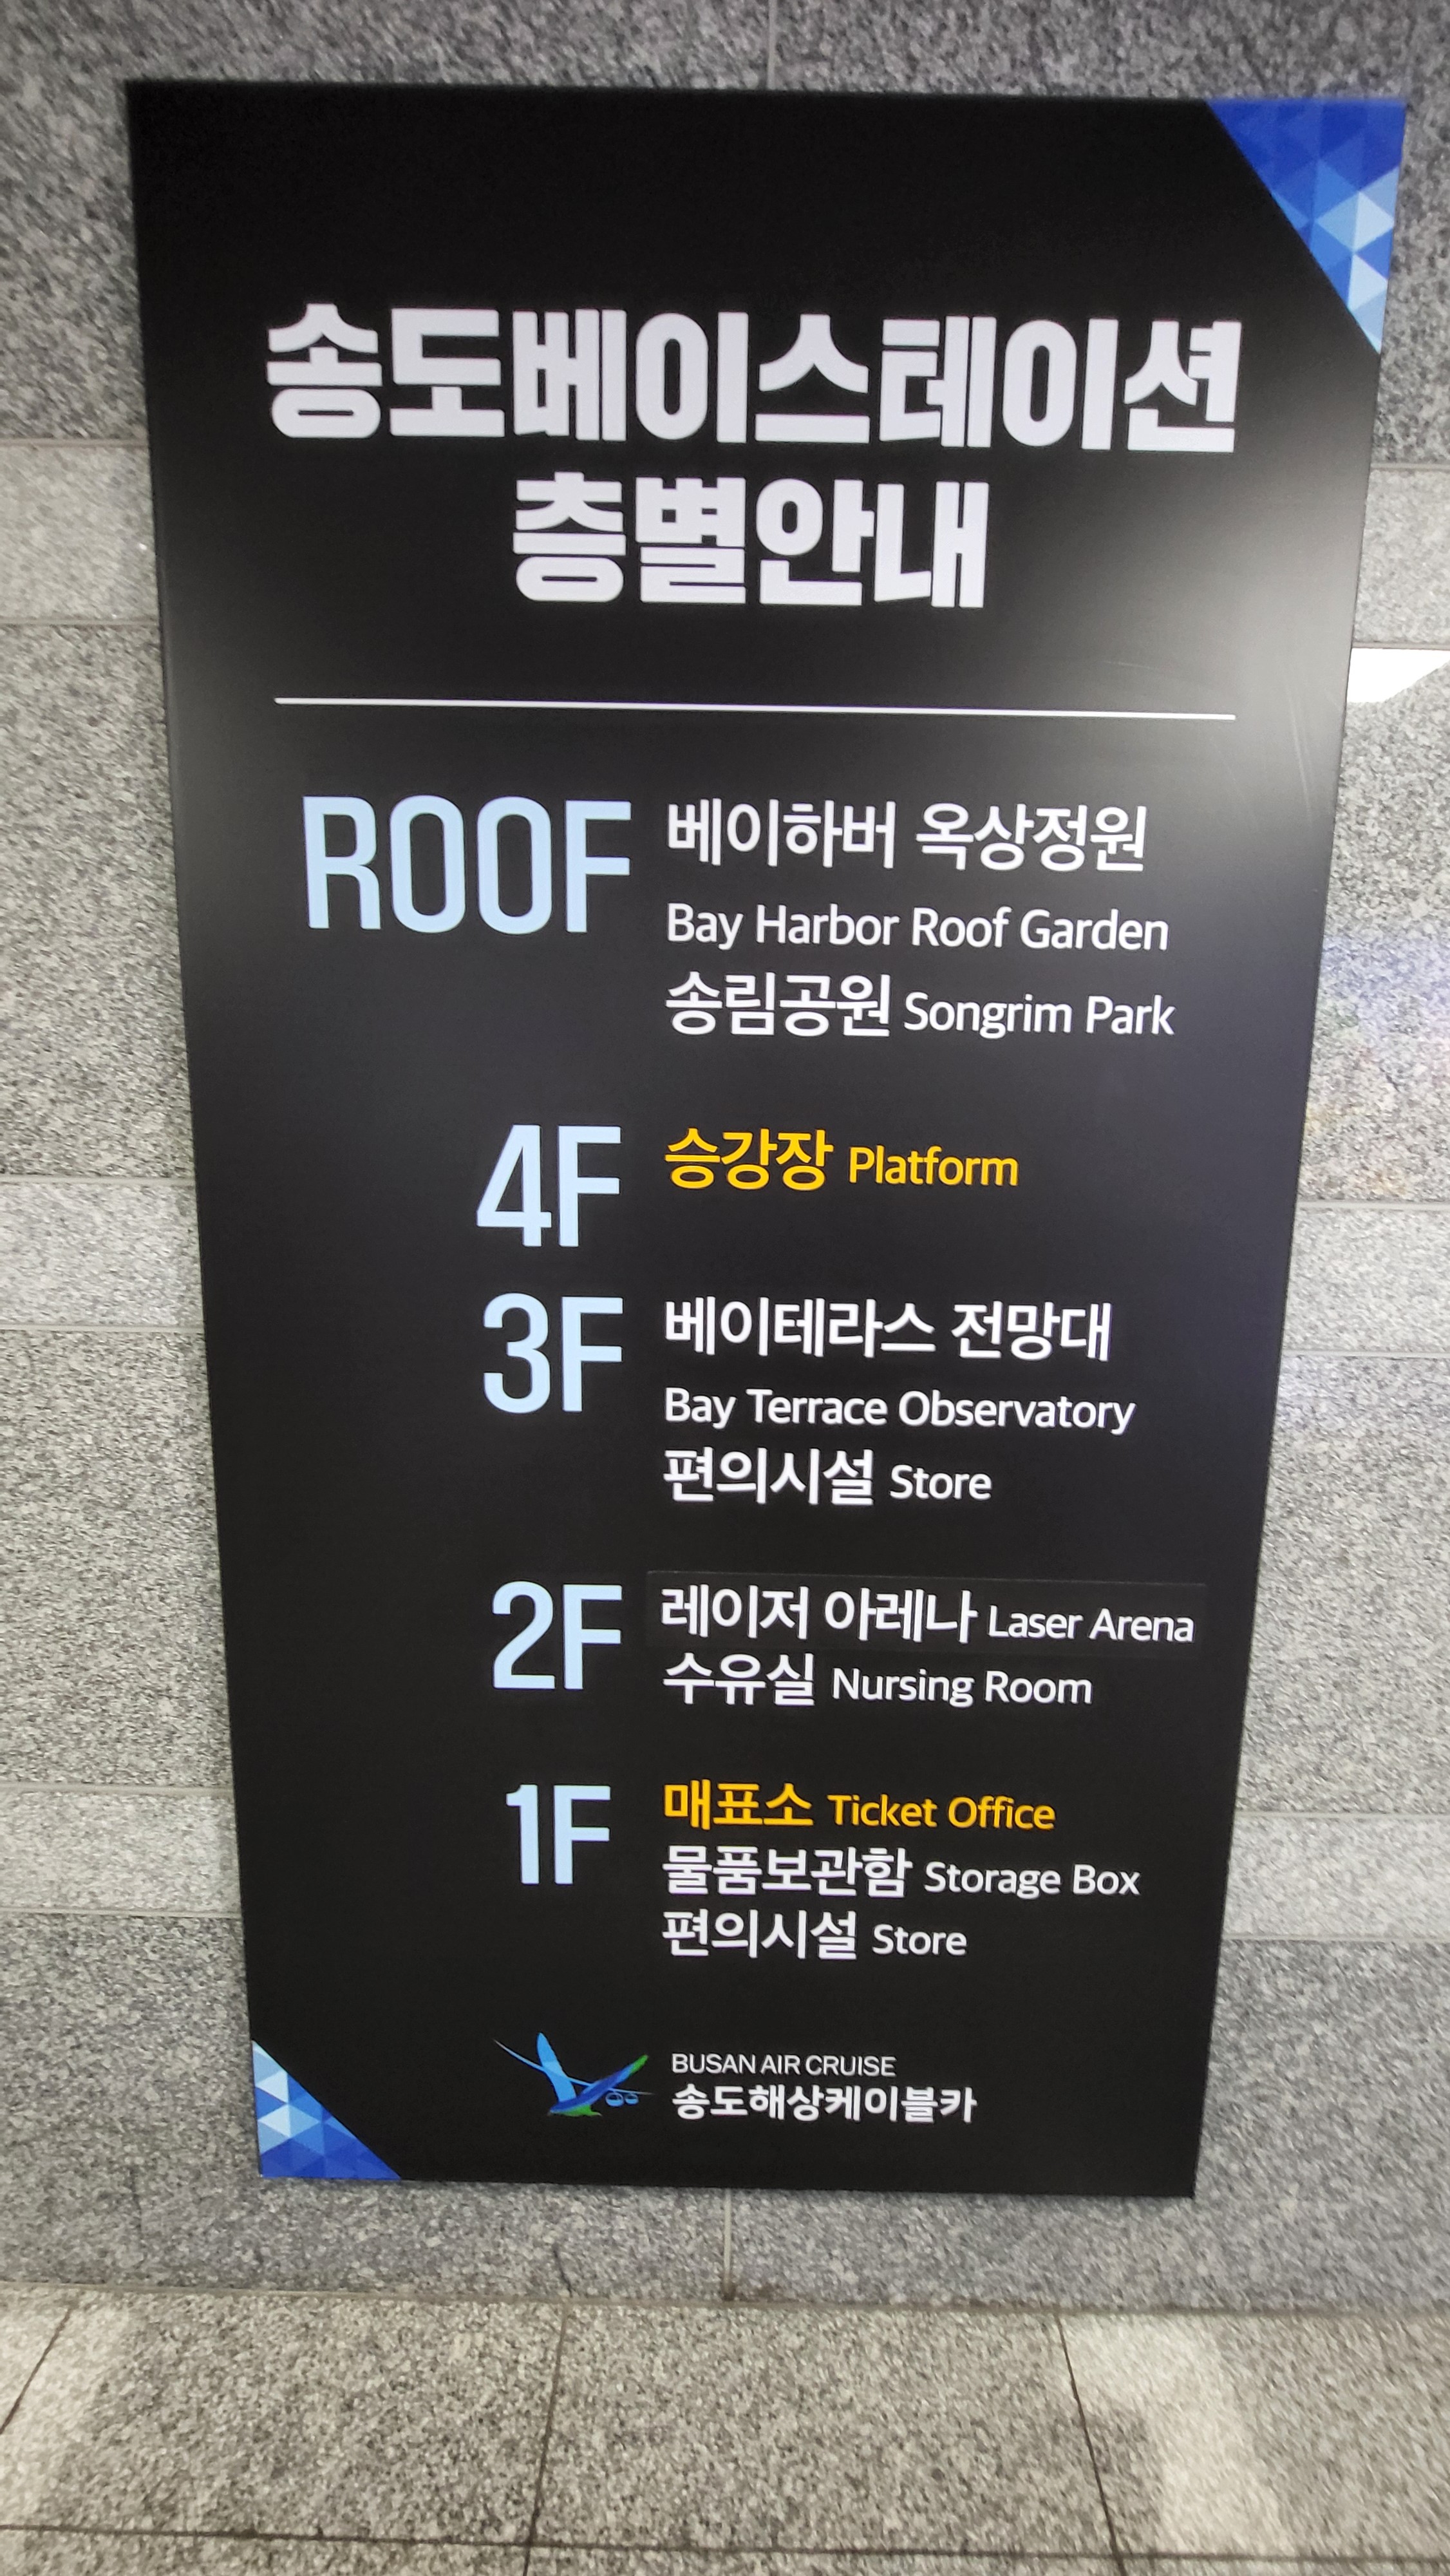 송도베이스테이션
층별안내
ROOF 베이하버 옥상정원
Bay Harbor Roof Garden
송림공원 Songrim Park
4F 승강장 Platform
3F 베이테라스 전망대
Bay Terrace Observatory
편의시설 Store
2F 레이저 아레나 Laser Arena
수유실 Nursing Room
1F 매표소 Ticket Office
물품보관함 Storage Box
편의시설 Store
BUSAN AIR CRUISE
송도해상케이블카